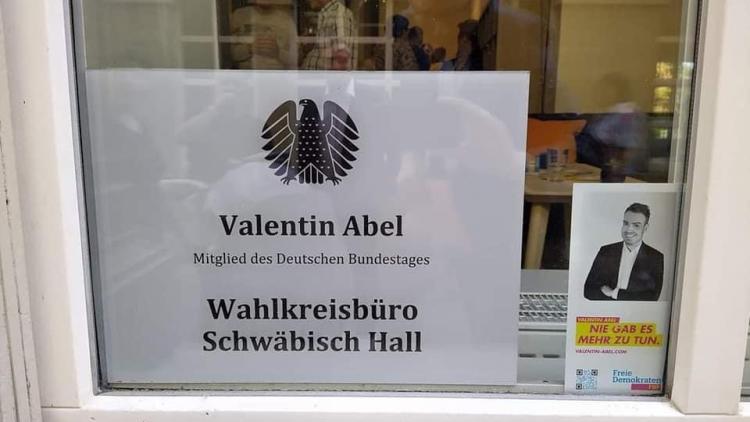 Valentin Abel
Mitglied des Deutschen Bundestages
Wahlkreisbüro
Schwäbisch Hall
VALENTIN ABEL
NIE GAB ES
MEHR ZU TUN.
VALENTIN-ABEL.COM
Freie
Demokraten
FDP